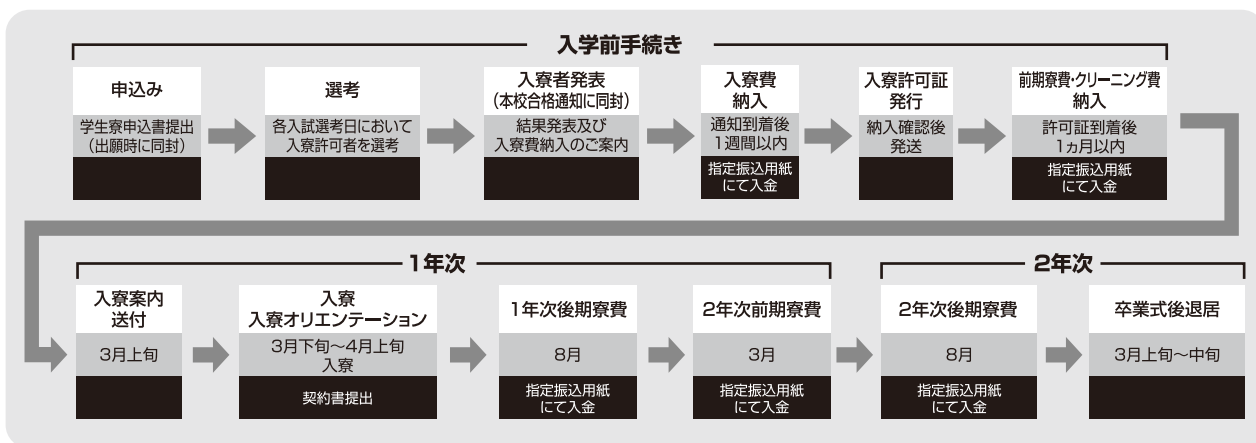 入学前手続き
申込み
学生寮申込書提出
(出願時に同封)
選考
各入試選考日において
入寮許可者を選考
入寮者発表
(本校合格通知に同封)
結果発表及び
入寮費納入のご案内
入寮費
納入
通知到着後
1週間以内
指定振込用紙
にて入金
入寮許可証
発行
納入確認後
発送
前期寮費・クリーニング費
納入
許可証到着後
1ヵ月以内
指定振込用紙
にて入金
1年次
入寮案内
送付
3月上旬
入寮
入寮オリエンテーション
3月下旬〜4月上旬
入寮
契約書提出
1年次後期寮費
8月
指定振込用紙
にて入金
2年次前期寮費
3月
指定振込用紙
にて入金
2年次
2年次後期寮費
8月
指定振込用紙
にて入金
卒業式後退居
3月上旬〜中旬